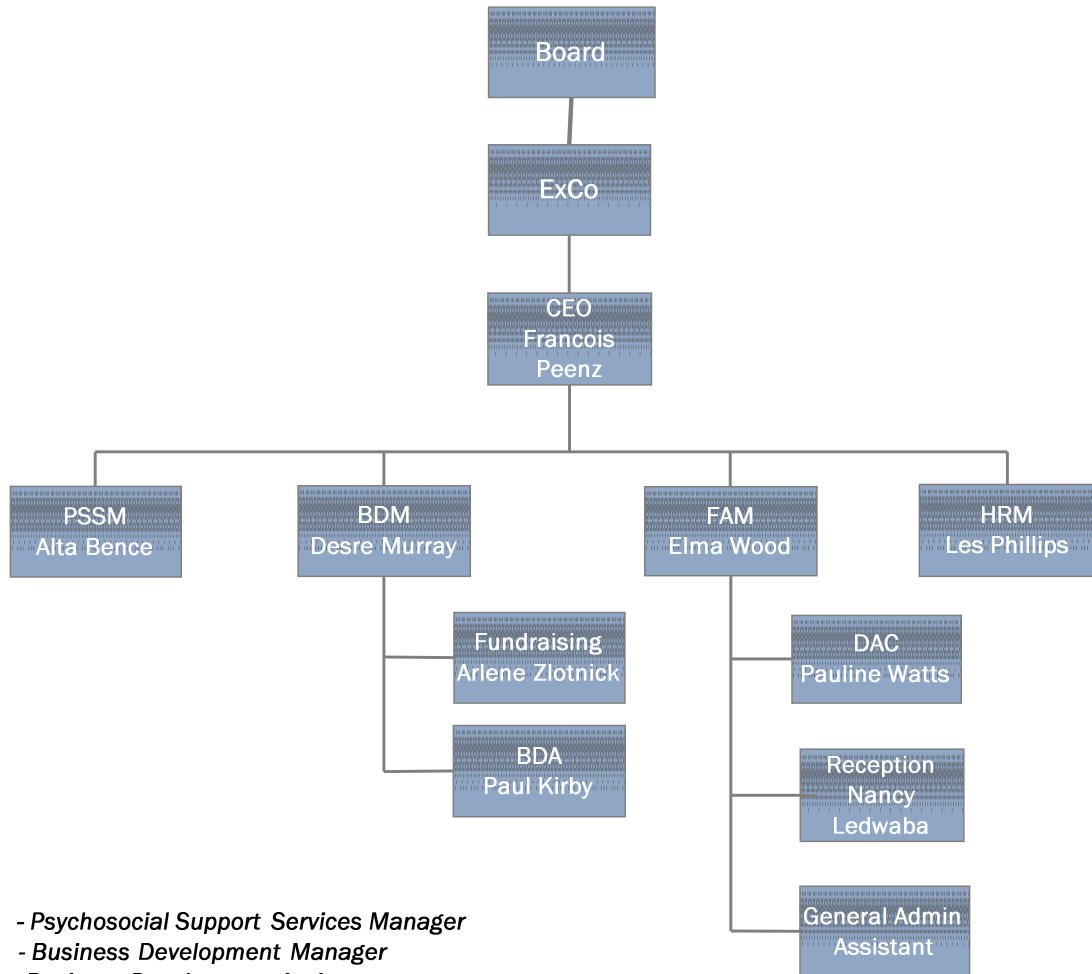 Board
ExCo
CEO
Francois
Peenz
PSSM
Alta Bence
BDM
Desre Murray
FAM
Elma Wood
HRM
Les Phillips
Fundraising
Arlene Zlotnick
BDA
Paul Kirby
DAC
Pauline Watts
Reception
Nancy
Ledwaba
General Admin
Assistant
- Psychosocial Support Services Manager
- Business Development Manager